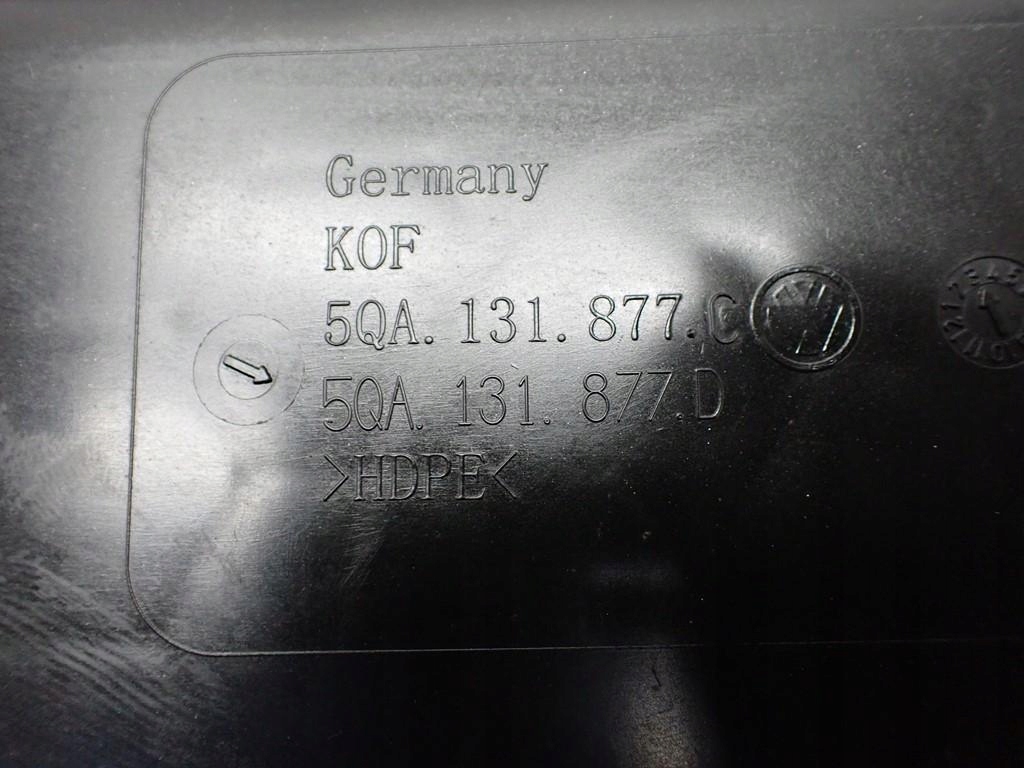 Germany
KOF
5QA. 131. 877. C
5QA. 131. 877. D
>HDPE<